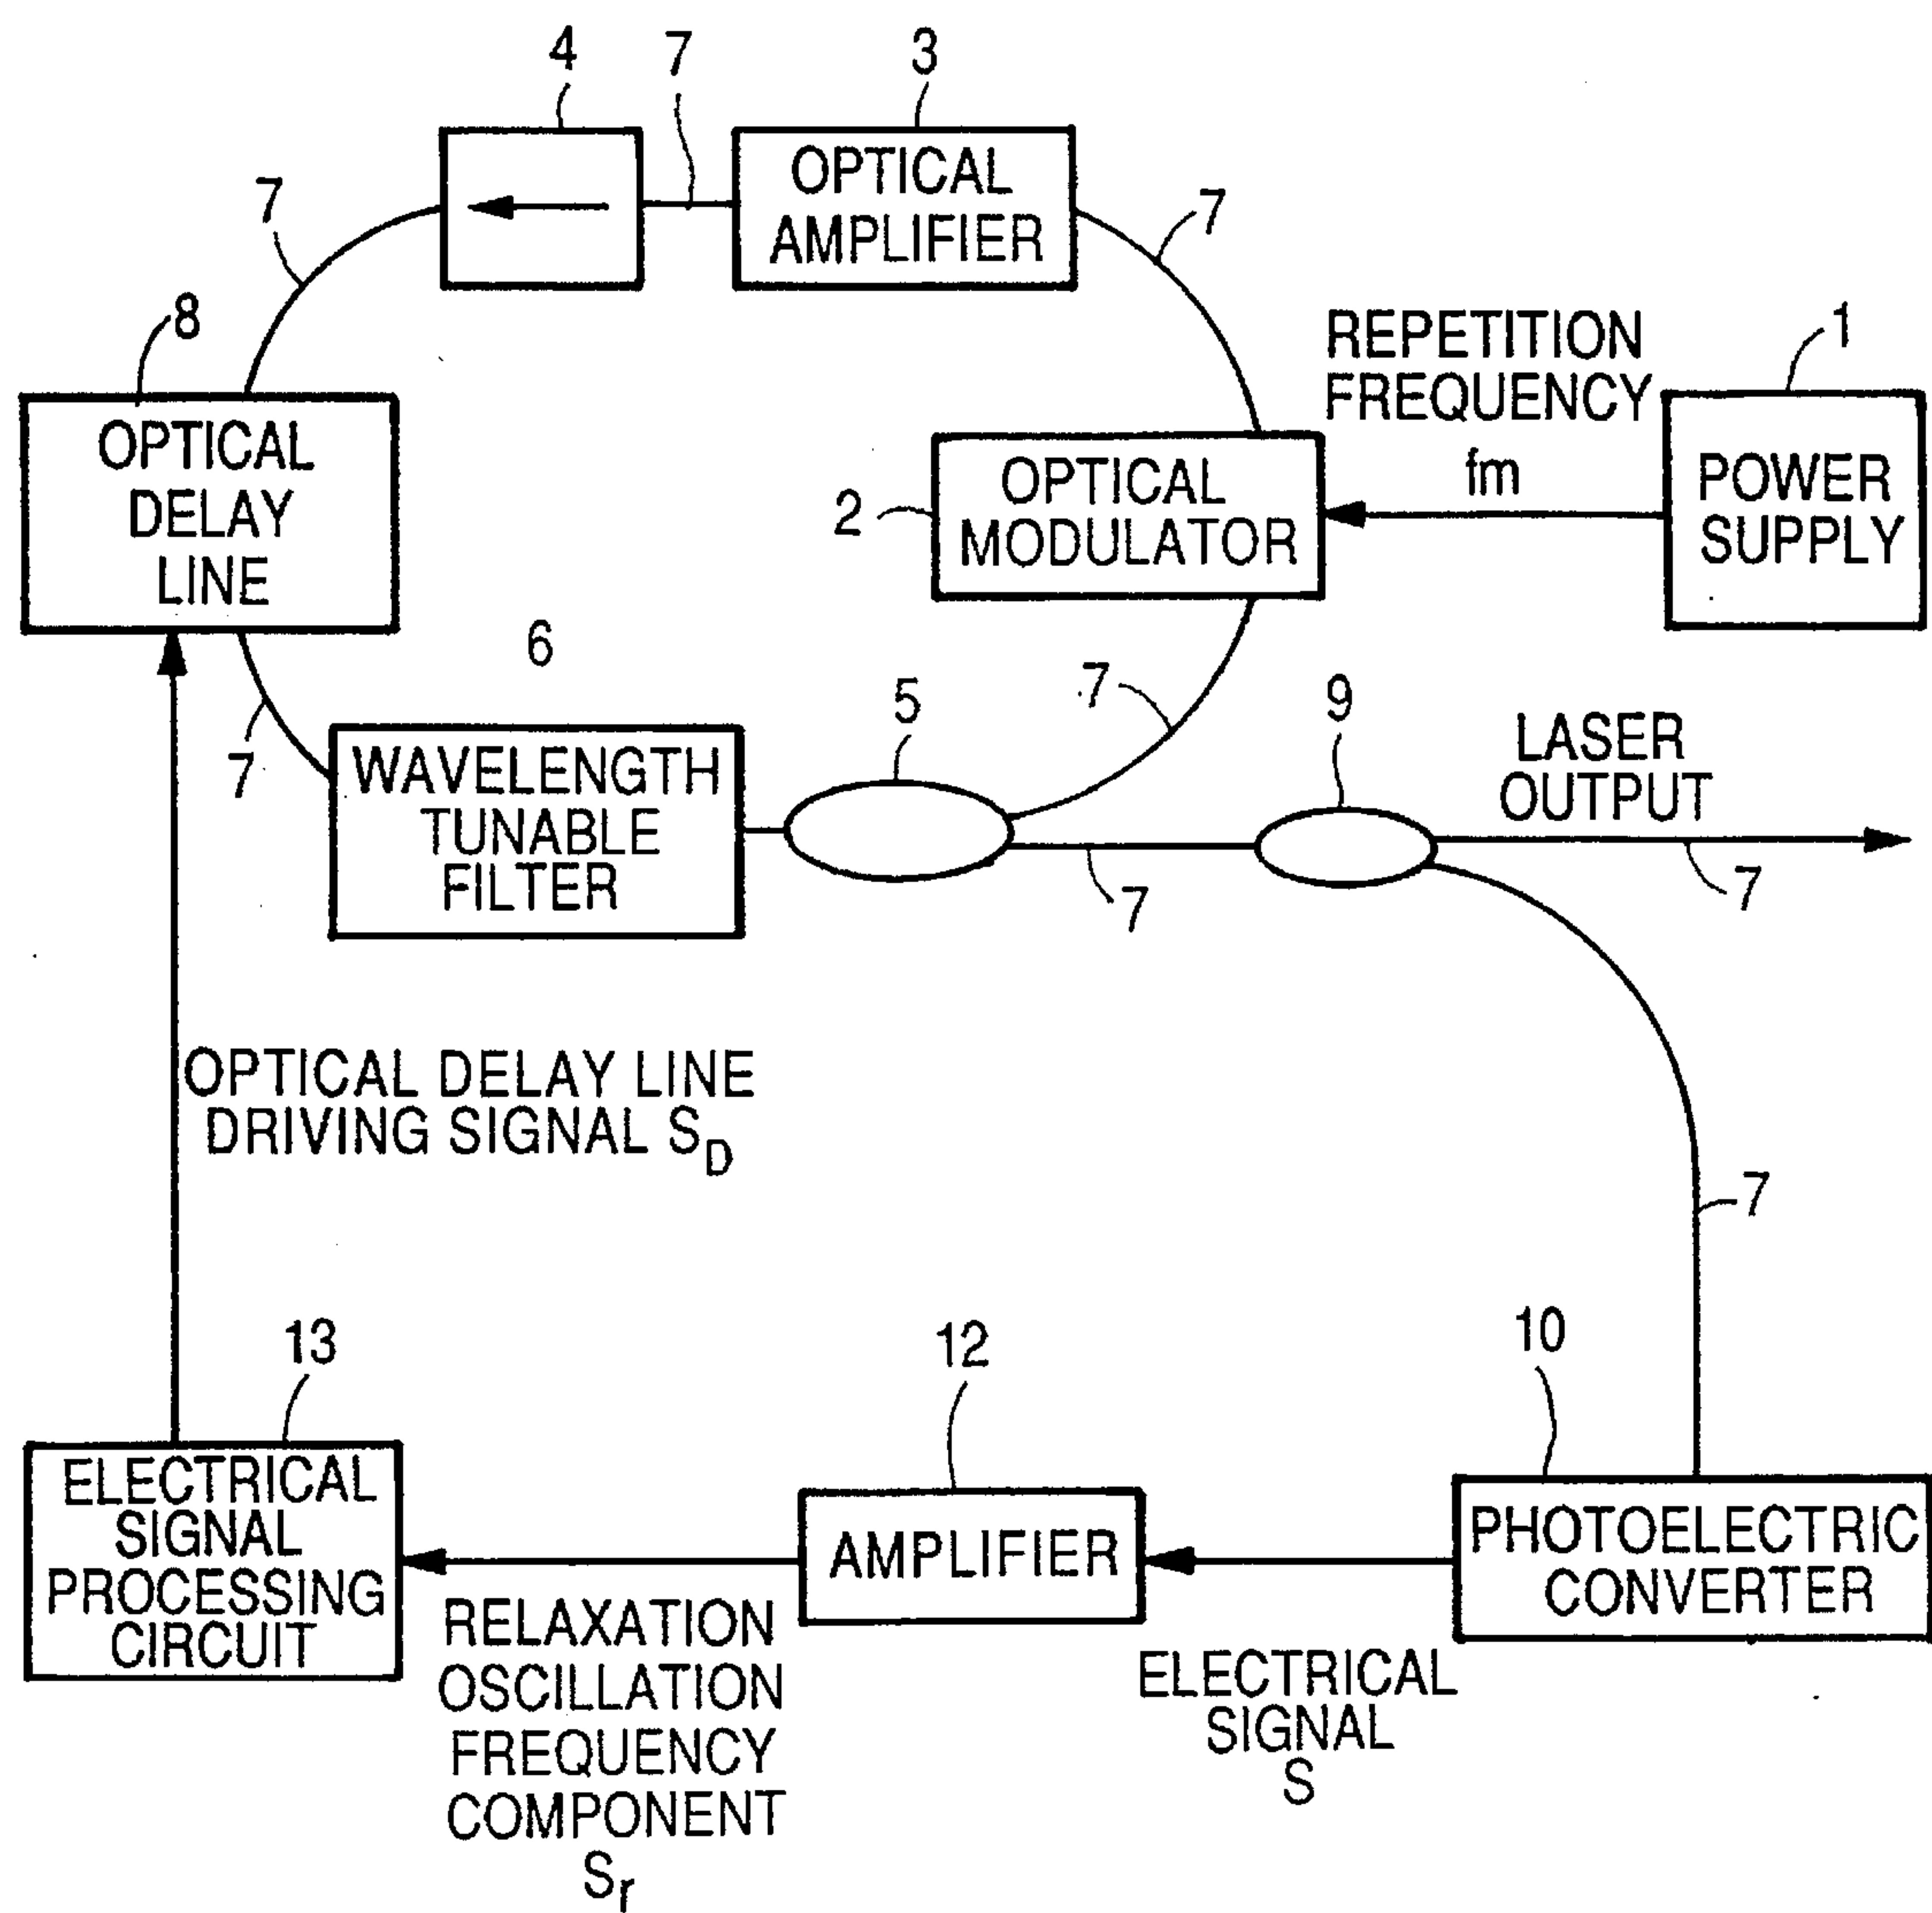 4
7
3
OPTICAL
AMPLIFIER
7
7
8
REPETITION
FREQUENCY
fm
1
OPTICAL
DELAY
LINE
2
OPTICAL
MODULATOR
POWER
SUPPLY
6
7
5
7
9
LASER
OUTPUT
WAVELENGTH
TUNABLE
FILTER
7
7
OPTICAL DELAY LINE
DRIVING SIGNAL SD
7
13
12
10
ELECTRICAL
SIGNAL
PROCESSING
CIRCUIT
AMPLIFIER
PHOTOELECTRIC
CONVERTER
RELAXATION
OSCILLATION
FREQUENCY
COMPONENT
Sr
ELECTRICAL
SIGNAL
S